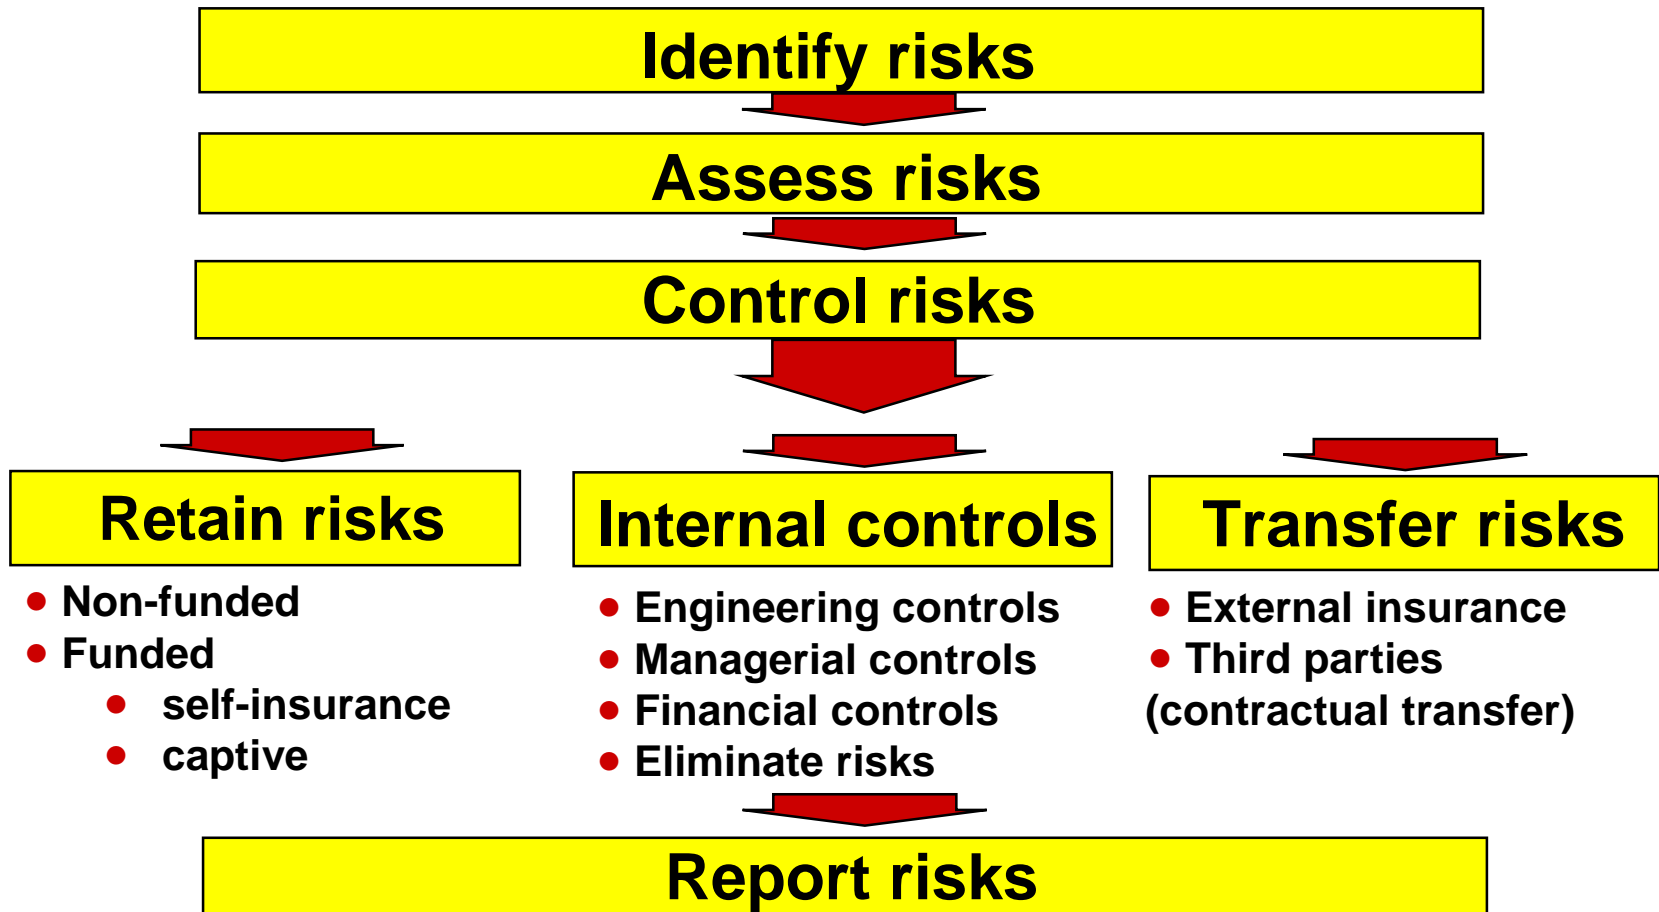 Identify risks
Assess risks
Control risks
Retain risks
• Non-funded
• Funded
• self-insurance
• captive
Internal controls
• Engineering controls
• Managerial controls
• Financial controls
• Eliminate risks
Transfer risks
• External insurance
• Third parties
(contractual transfer)
Report risks